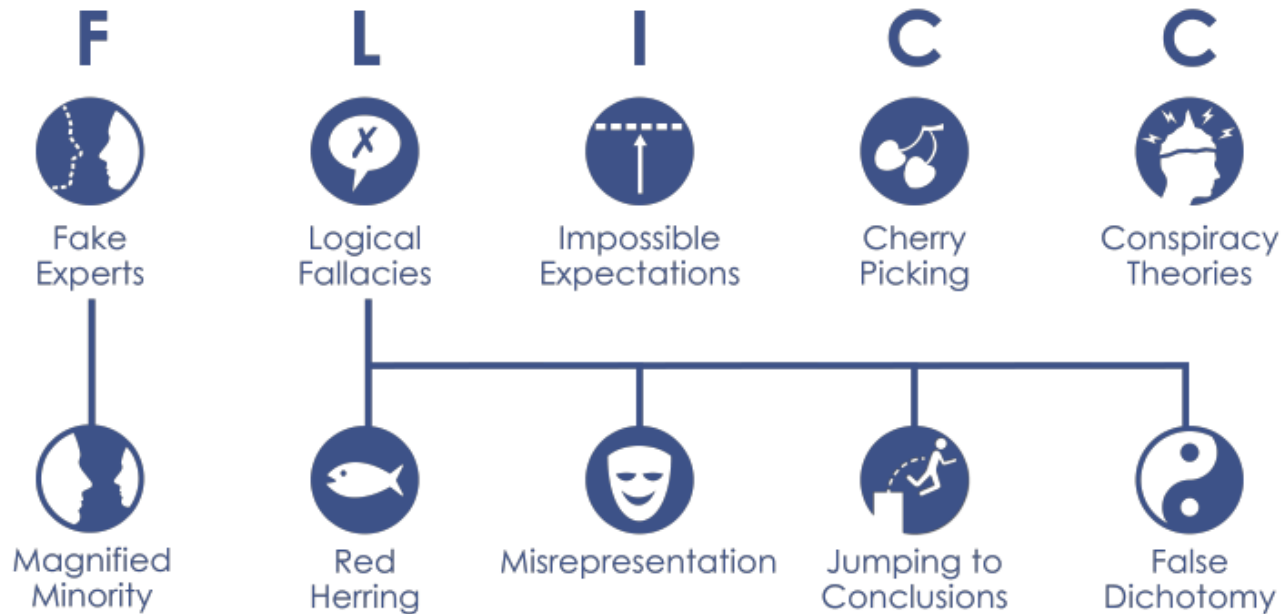 F L I C C
Fake
Experts
Logical
Fallacies
Impossible
Expectations
Cherry
Picking
Conspiracy
Theories
X
Magnified
Minority
Red
Herring
Misrepresentation
Jumping to
Conclusions
False
Dichotomy